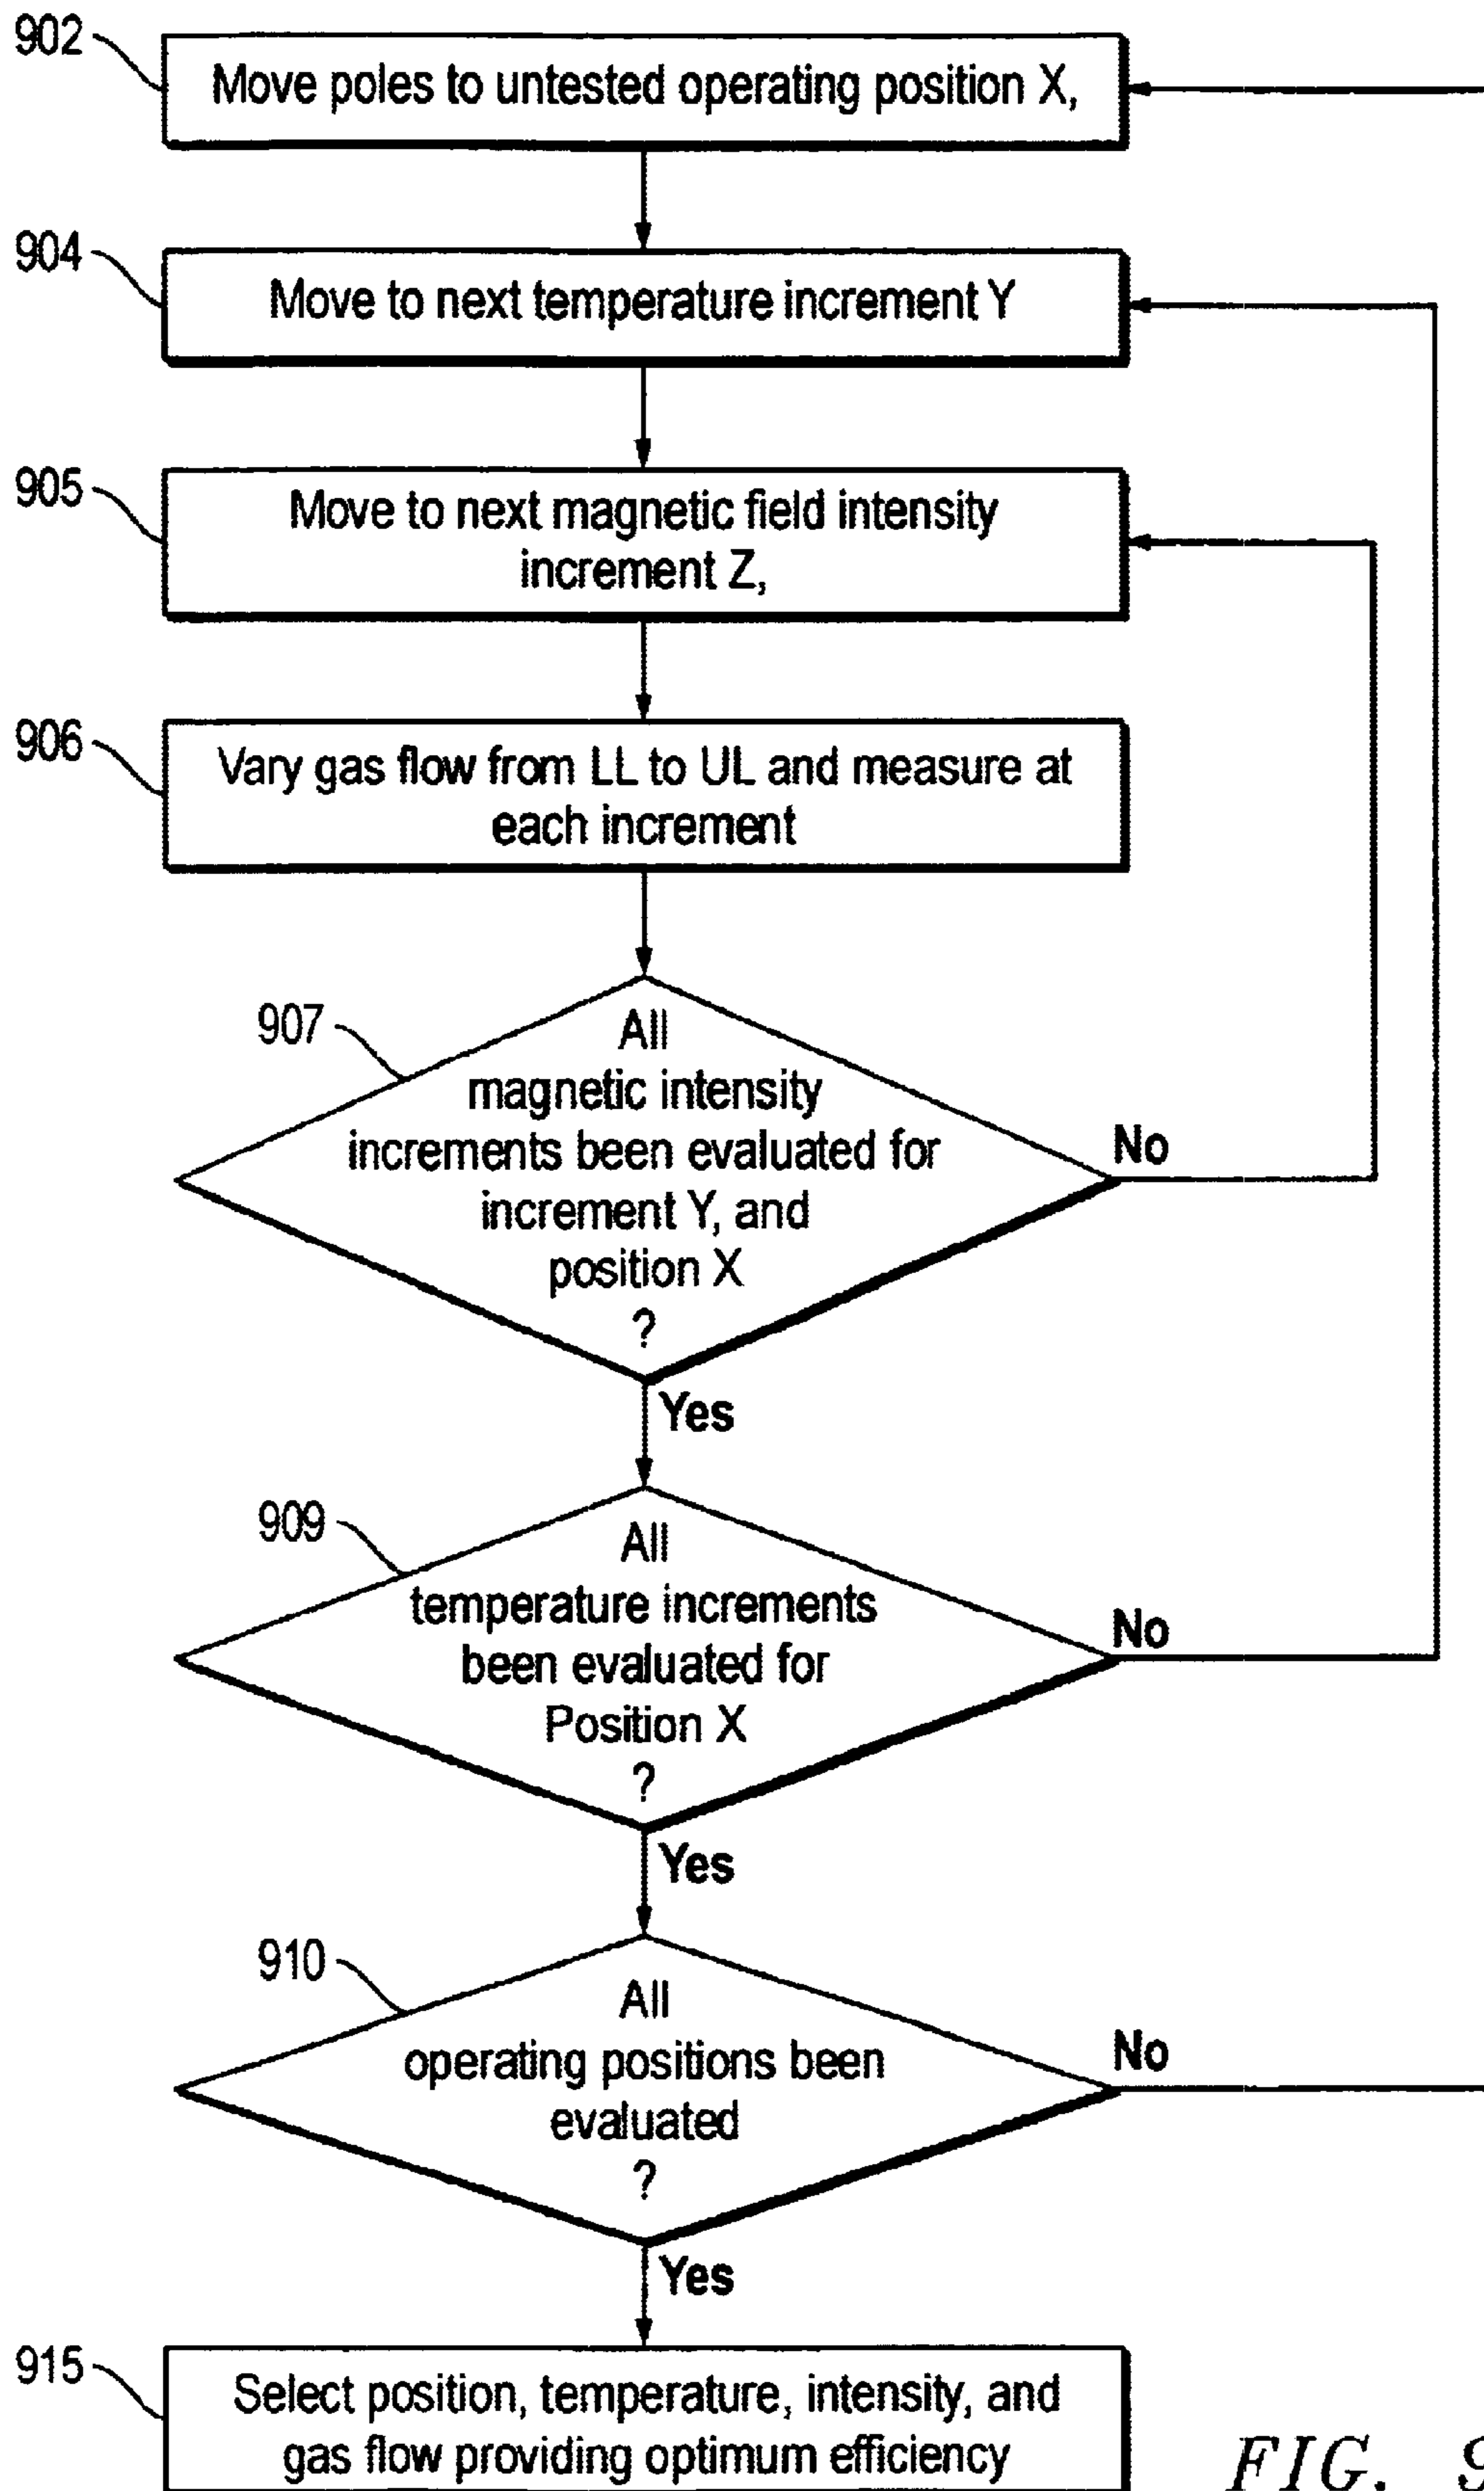 902
Move poles to untested operating position X,
904
Move to next temperature increment Y
905
Move to next magnetic field intensity
increment Z,
906
Vary gas flow from LL to UL and measure at
each increment
907
All
magnetic intensity
increments been evaluated for
increment Y, and
position X
?
No
Yes
909
All
temperature increments
been evaluated for
Position X
?
No
Yes
910
All
operating positions been
evaluated
?
No
Yes
915
Select position, temperature, intensity, and
gas flow providing optimum efficiency
FIG. 9